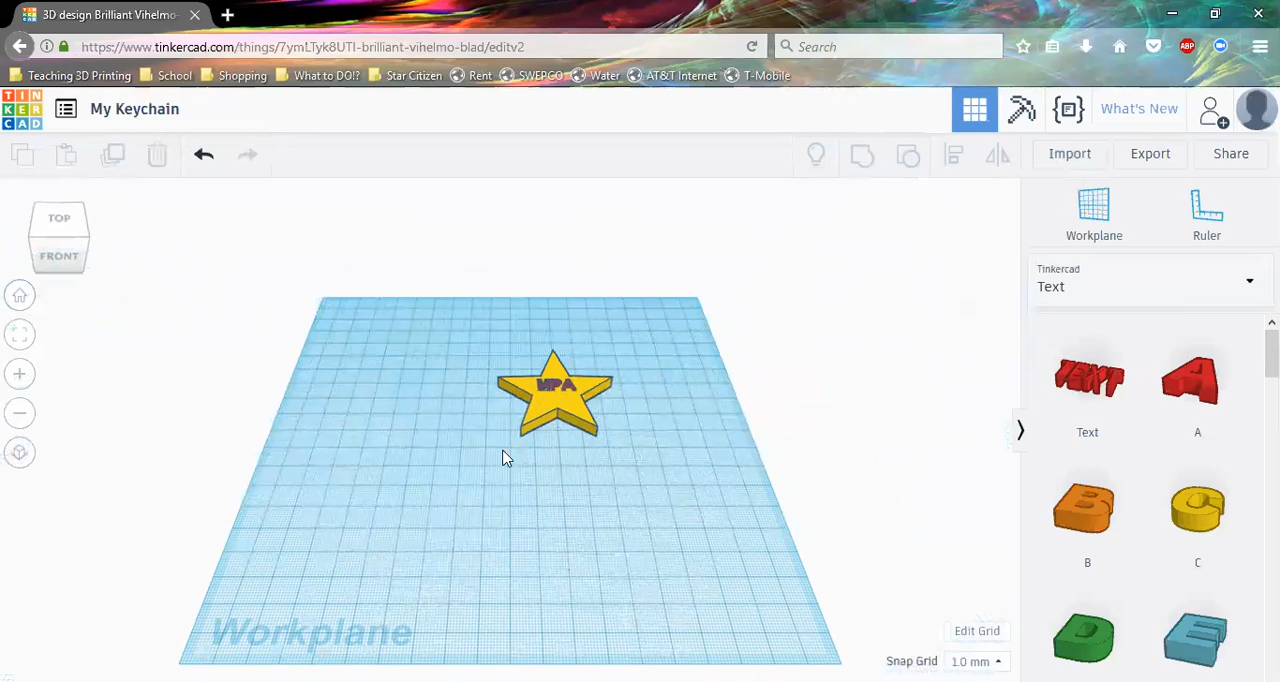 3D design Brilliant Vihelmo-
https://www.tinkercad.com/things/7ymLTyk8UTI-brilliant-vihelmo-blad/editv2
Search
ABP
Teaching 3D Printing School Shopping What to DO!? Star Citizen Rent SWEPCO Water AT&T Internet T-Mobile
TIN
KER
CAD
My Keychain
What's New
Import Export Share
TOP
FRONT
Workplane Ruler
Tinkercad
Text
TEXT A
Text A
B C
B C
D E
Workplane
Edit Grid
Snap Grid 1.0 mm